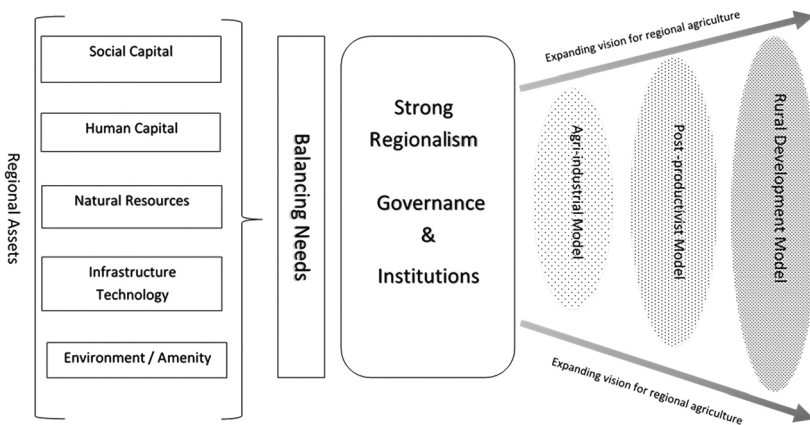 Regional Assets
Social Capital
Human Capital
Natural Resources
Infrastructure
Technology
Environment / Amenity
Balancing Needs
Strong
Regionalism
Governance
&
Institutions
Expanding vision for regional agriculture
Agri-industrial Model
Post -productivist Model
Rural Development Model
Expanding vision for regional agriculture